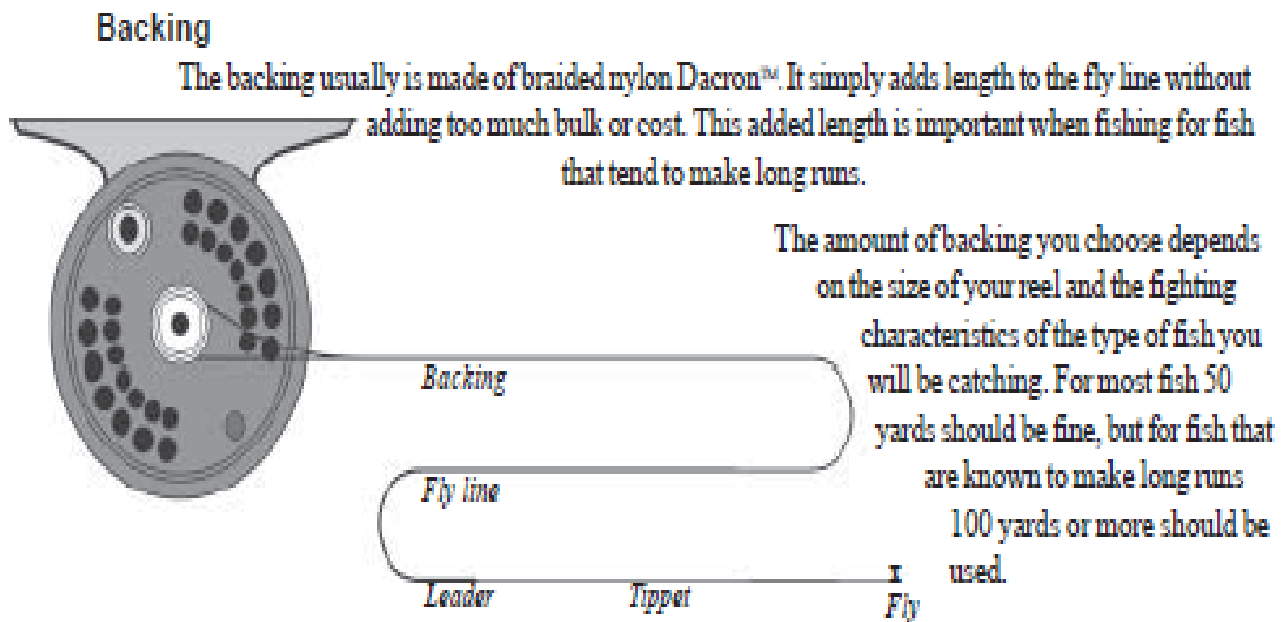 Backing
The backing usually is made of braided nylon Dacron™. It simply adds length to the fly line without
adding too much bulk or cost. This added length is important when fishing for fish
that tend to make long runs.
The amount of backing you choose depends
on the size of your reel and the fighting
characteristics of the type of fish you
will be catching. For most fish 50
yards should be fine, but for fish that
are known to make long runs
100 yards or more should be
used.
Backing
Fly line
Leader Tippet
Fly